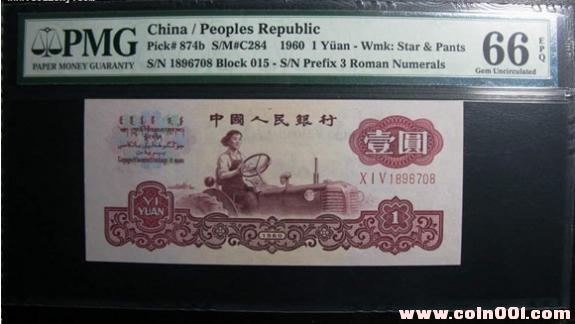 PMG
PAPER MONEY GUARANTY
China / Peoples Republic
Pick# 874b S/M#C284 1960 1 Yüan - Wmk: Star & Pants
S/N 1896708 Block 015 - S/N Prefix 3 Roman Numerals
66 EPQ
Gem Uncirculated
中國人民銀行
壹圓
XIV1896708
YI
YUAN
1960
1
www.coin001.com